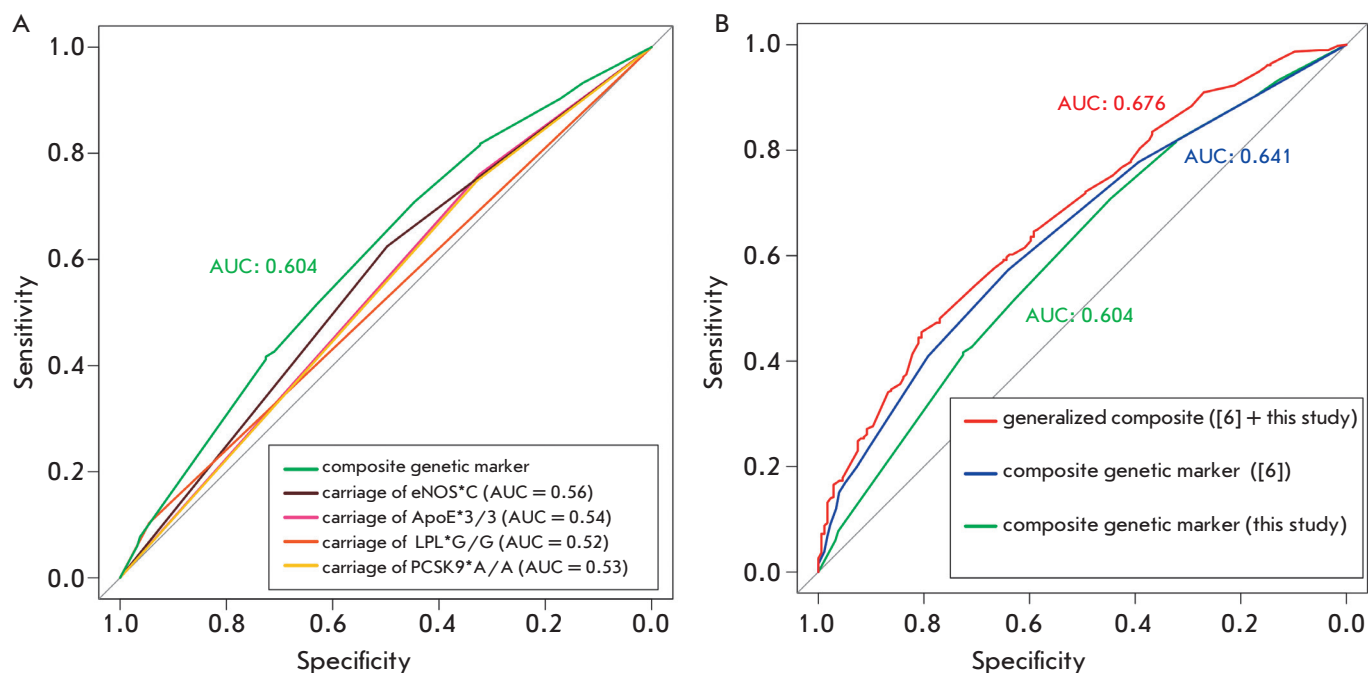 A
1.0
0.8
0.6
0.4
0.2
0.0
Sensitivity
AUC: 0.604
composite genetic marker
carriage of eNOS*C (AUC = 0.56)
carriage of ApoE*3/3 (AUC = 0.54)
carriage of LPL*G/G (AUC = 0.52)
carriage of PCSK9*A/A (AUC = 0.53)
1.0 0.8 0.6 0.4 0.2 0.0
Specificity
B
1.0
0.8
0.6
0.4
0.2
0.0
Sensitivity
AUC: 0.676
AUC: 0.641
AUC: 0.604
generalized composite ([6] + this study)
composite genetic marker ([6])
composite genetic marker (this study)
1.0 0.8 0.6 0.4 0.2 0.0
Specificity